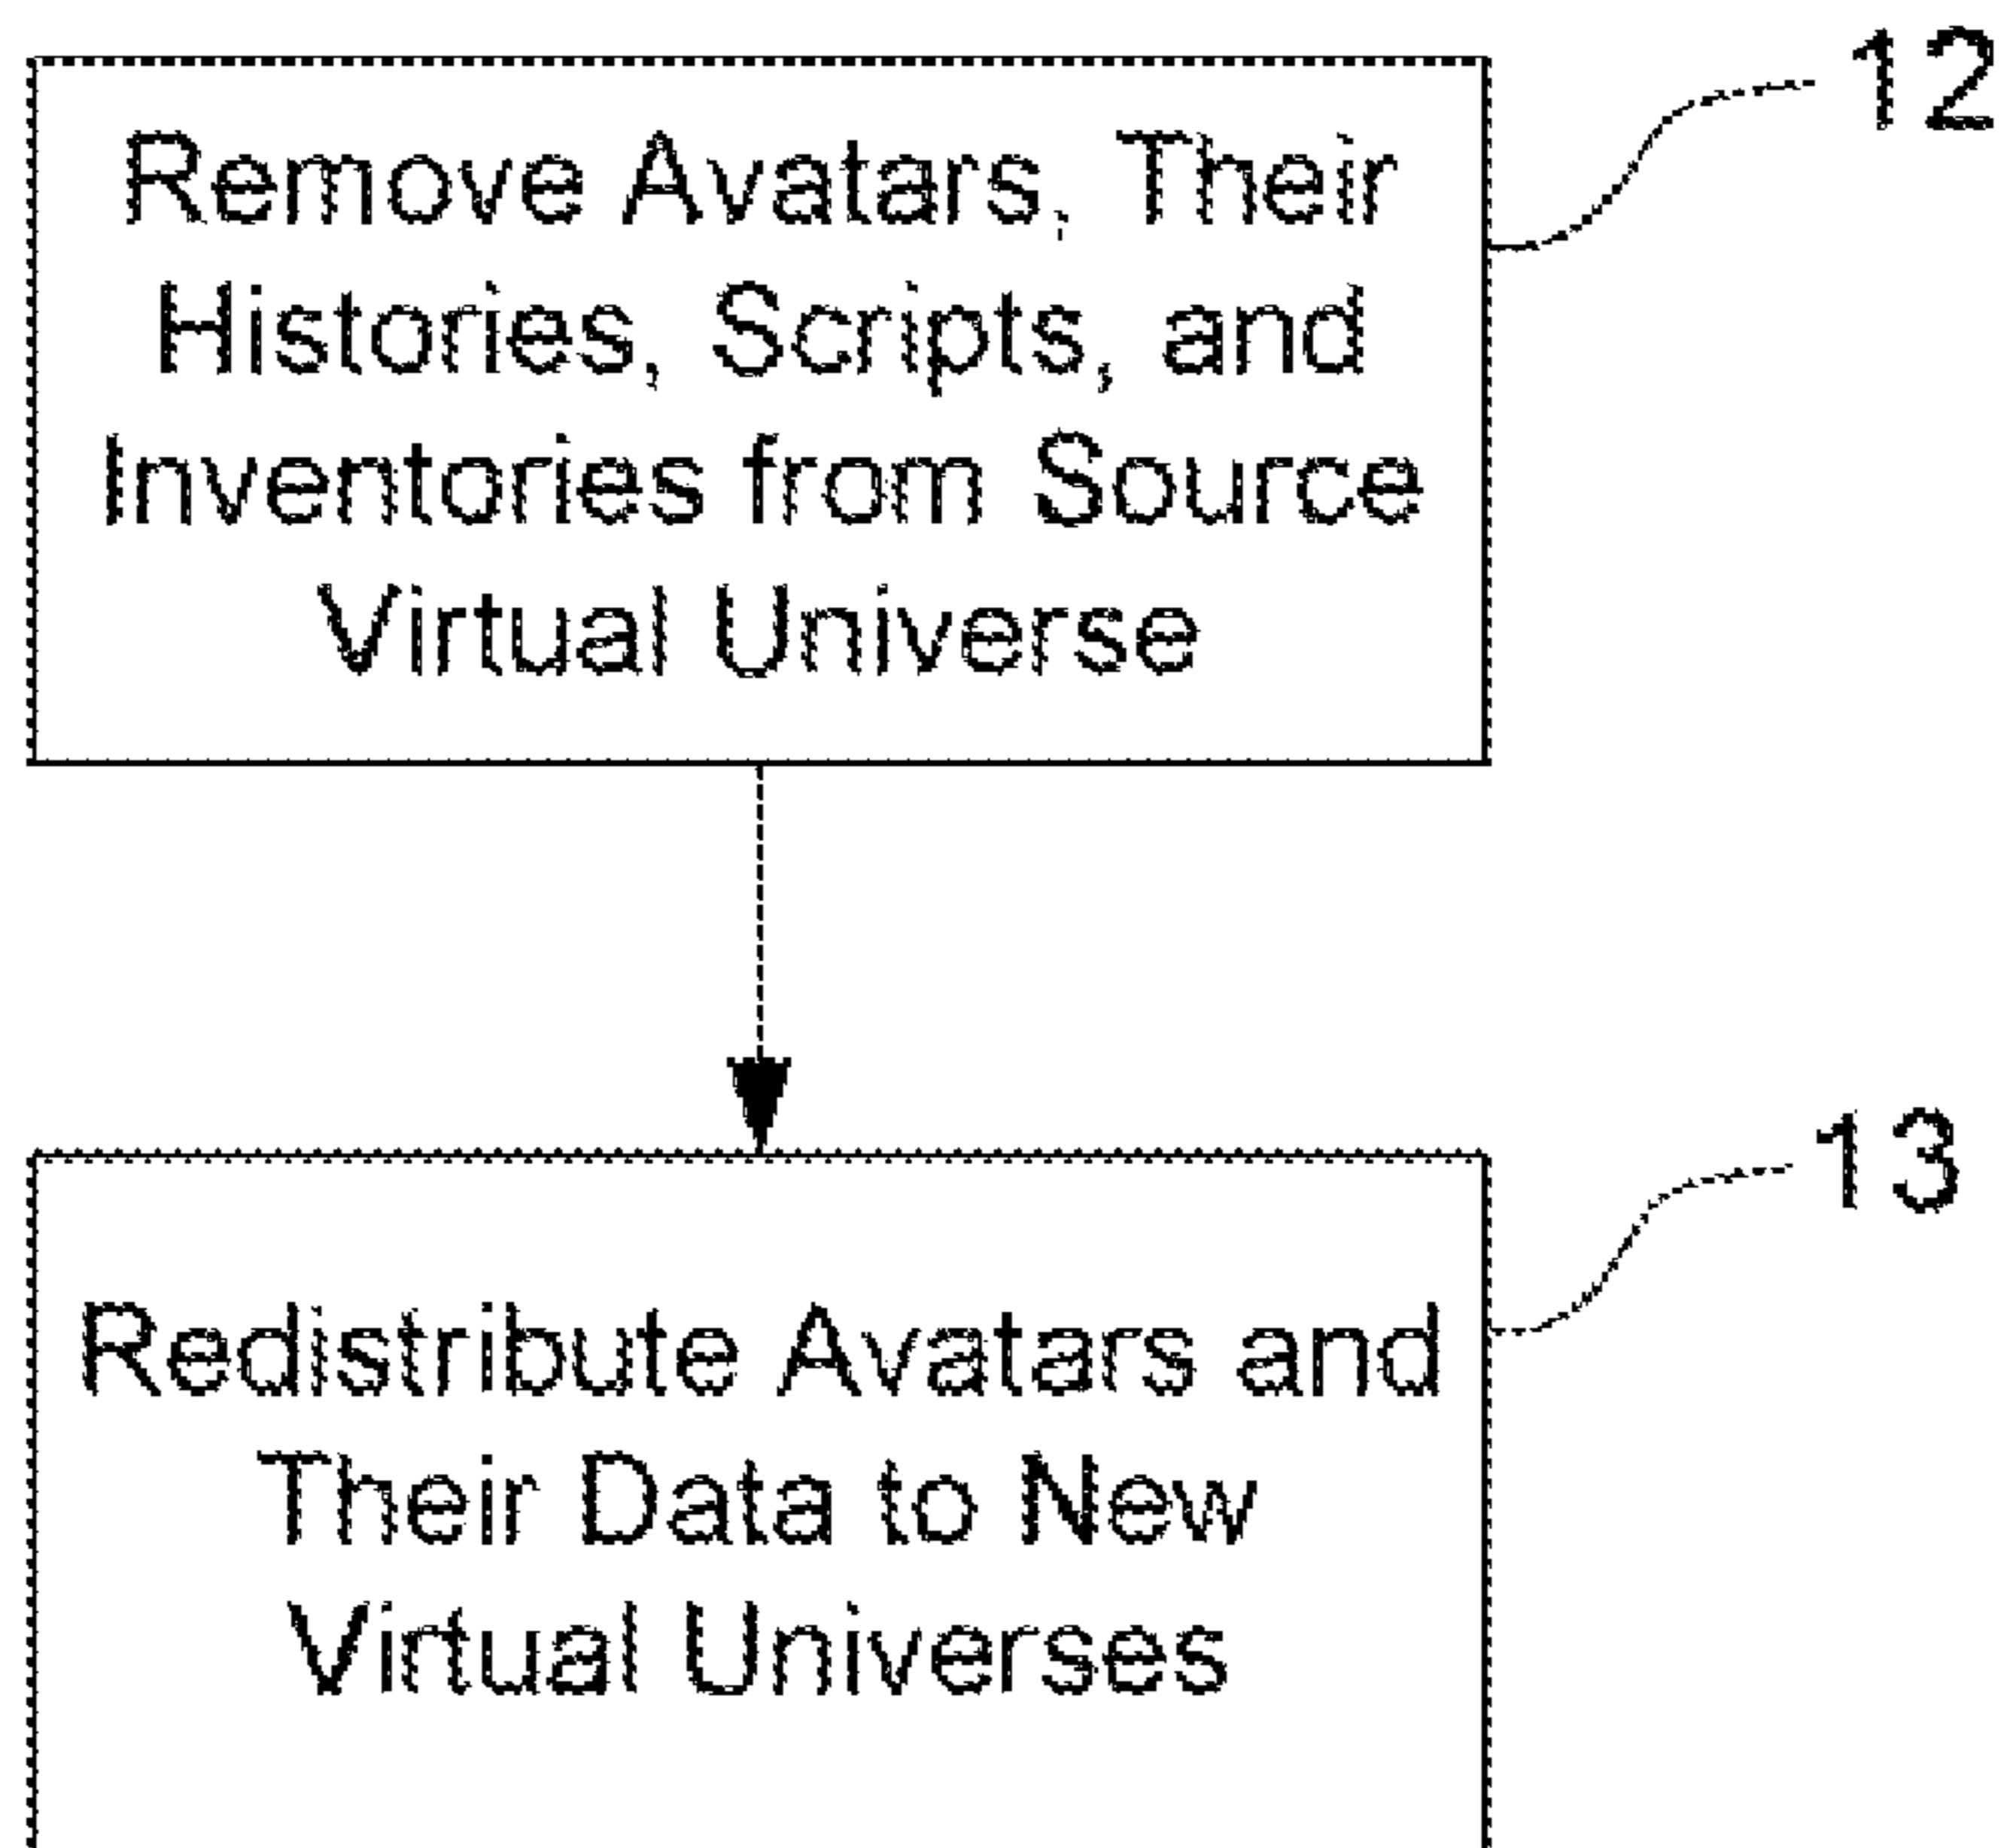 12
Remove Avatars, Their
Histories, Scripts, and
Inventories from Source
Virtual Universe
13
Redistribute Avatars and
Their Data to New
Virtual Universes